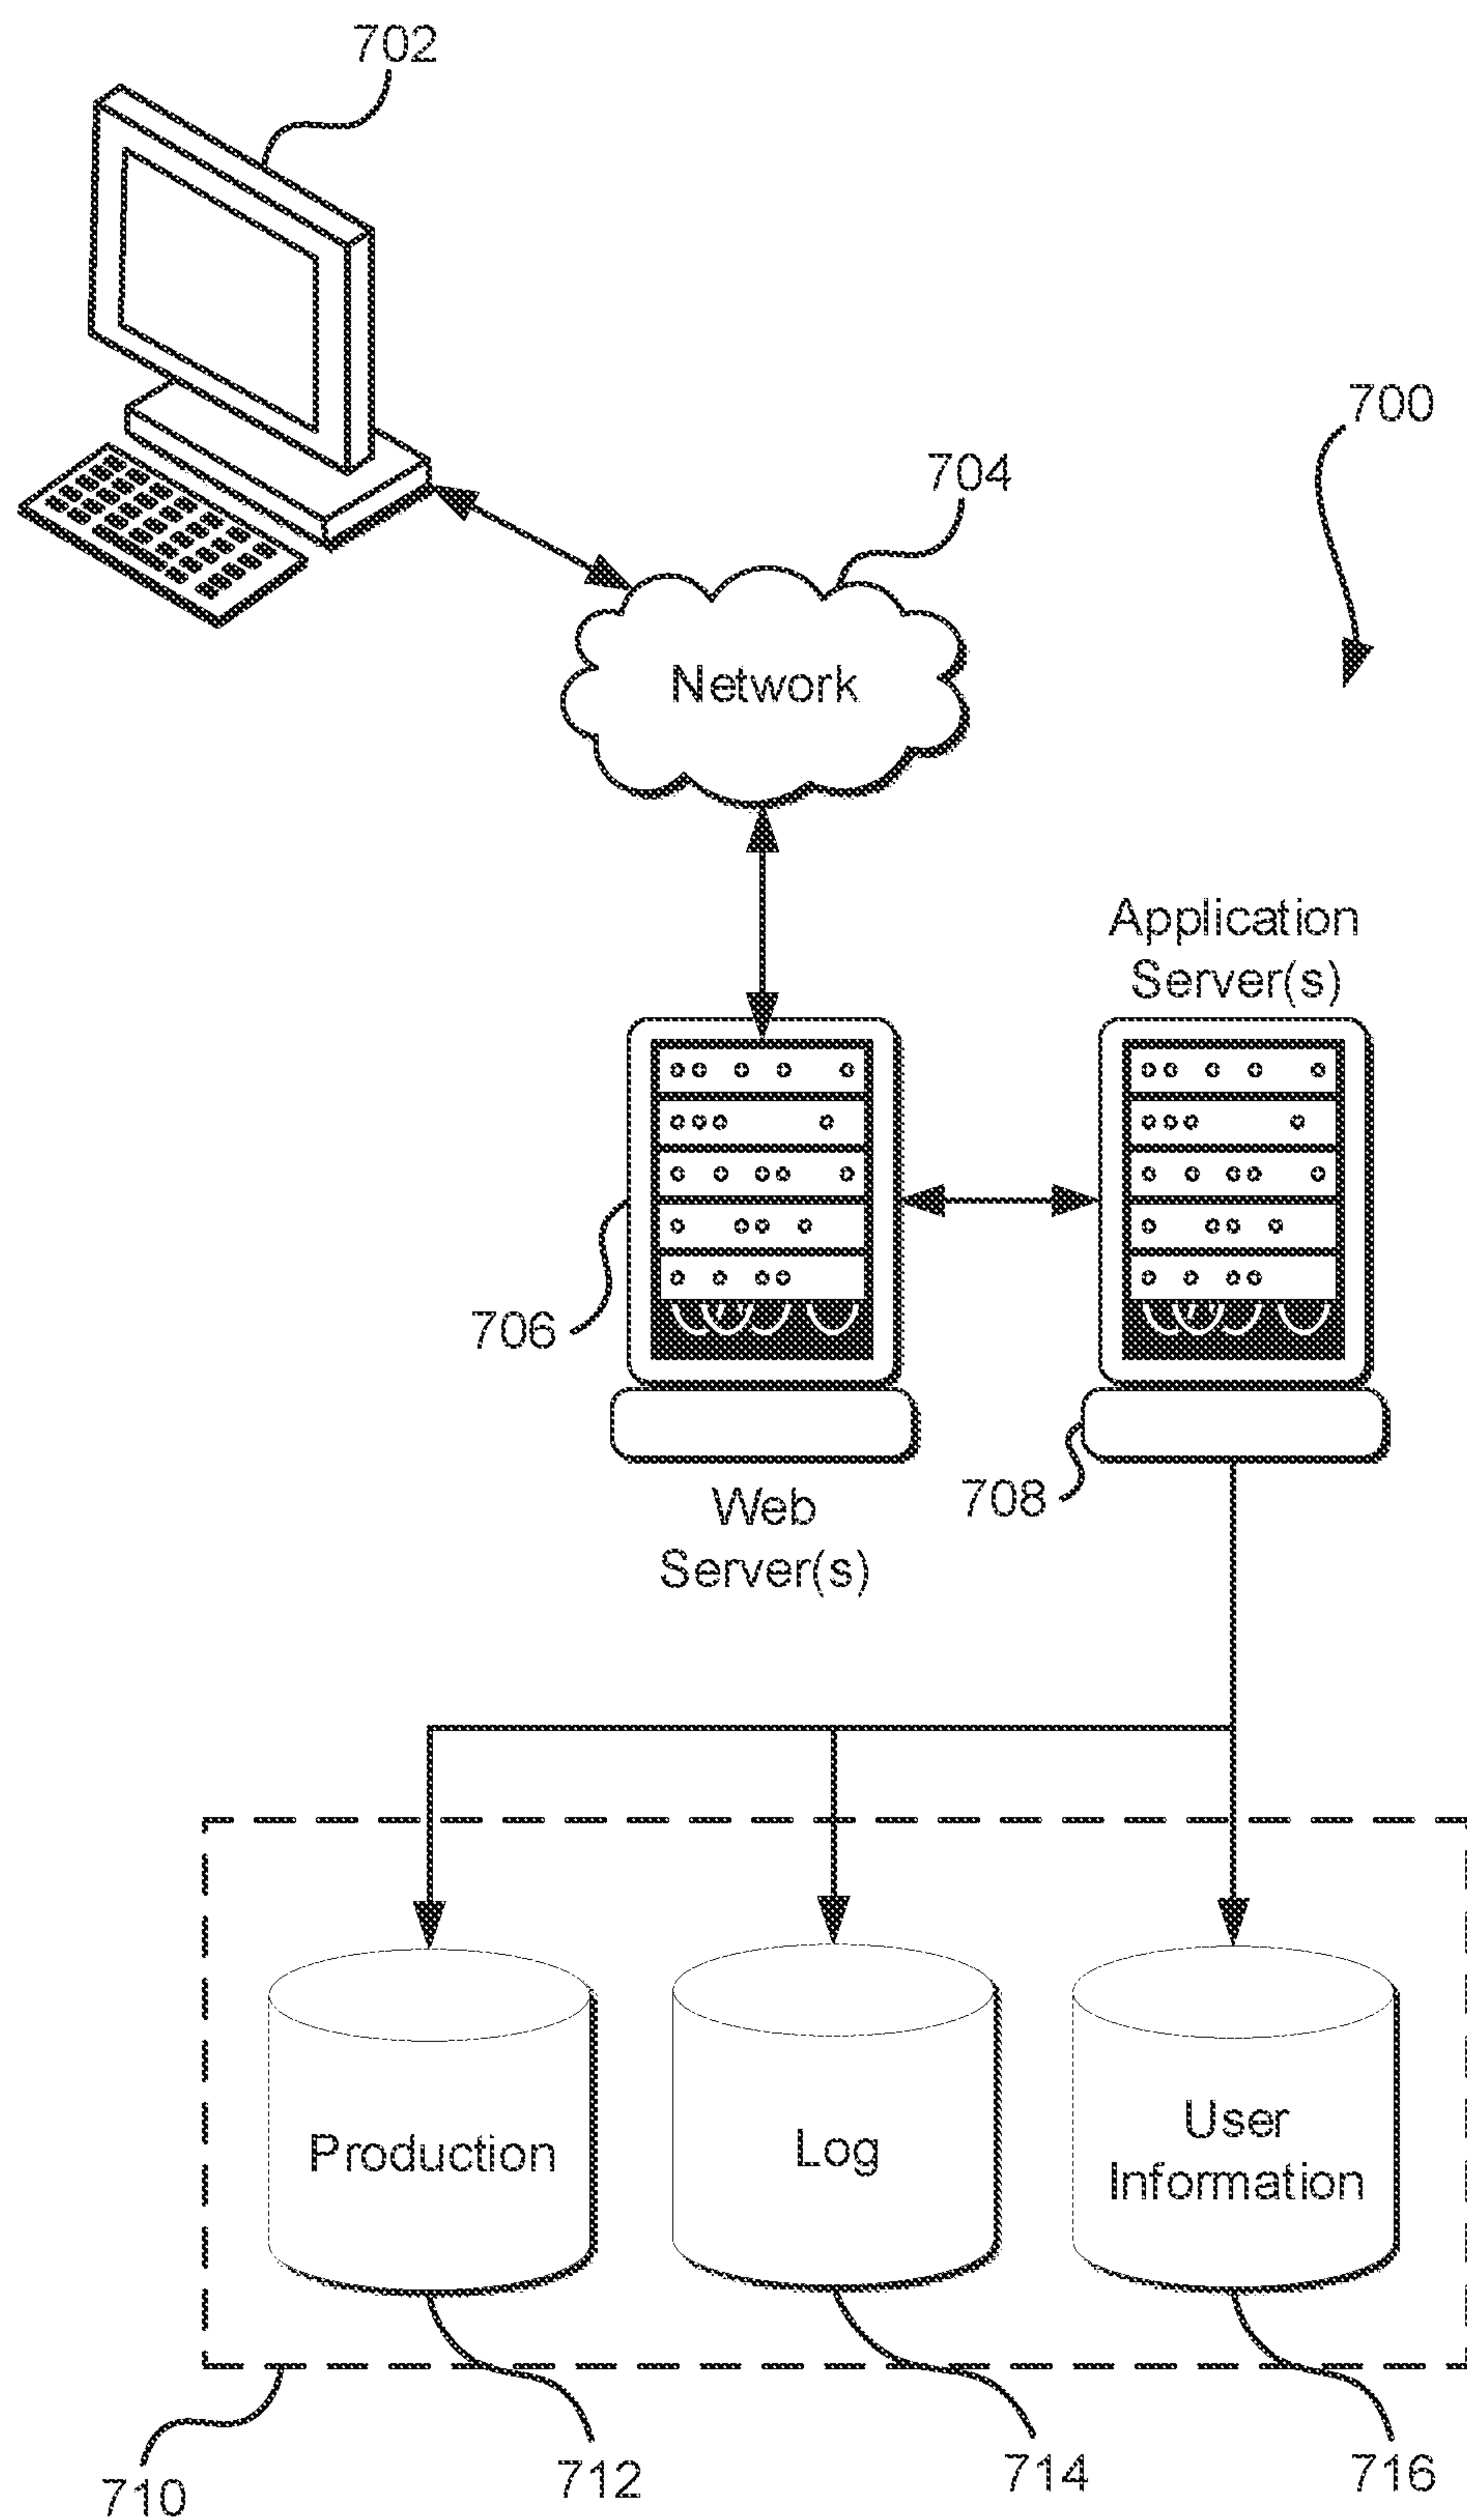 702
700
704
Network
Application
Server(s)
706
708
Web
Server(s)
Production
Log
User
Information
710
712
714
716